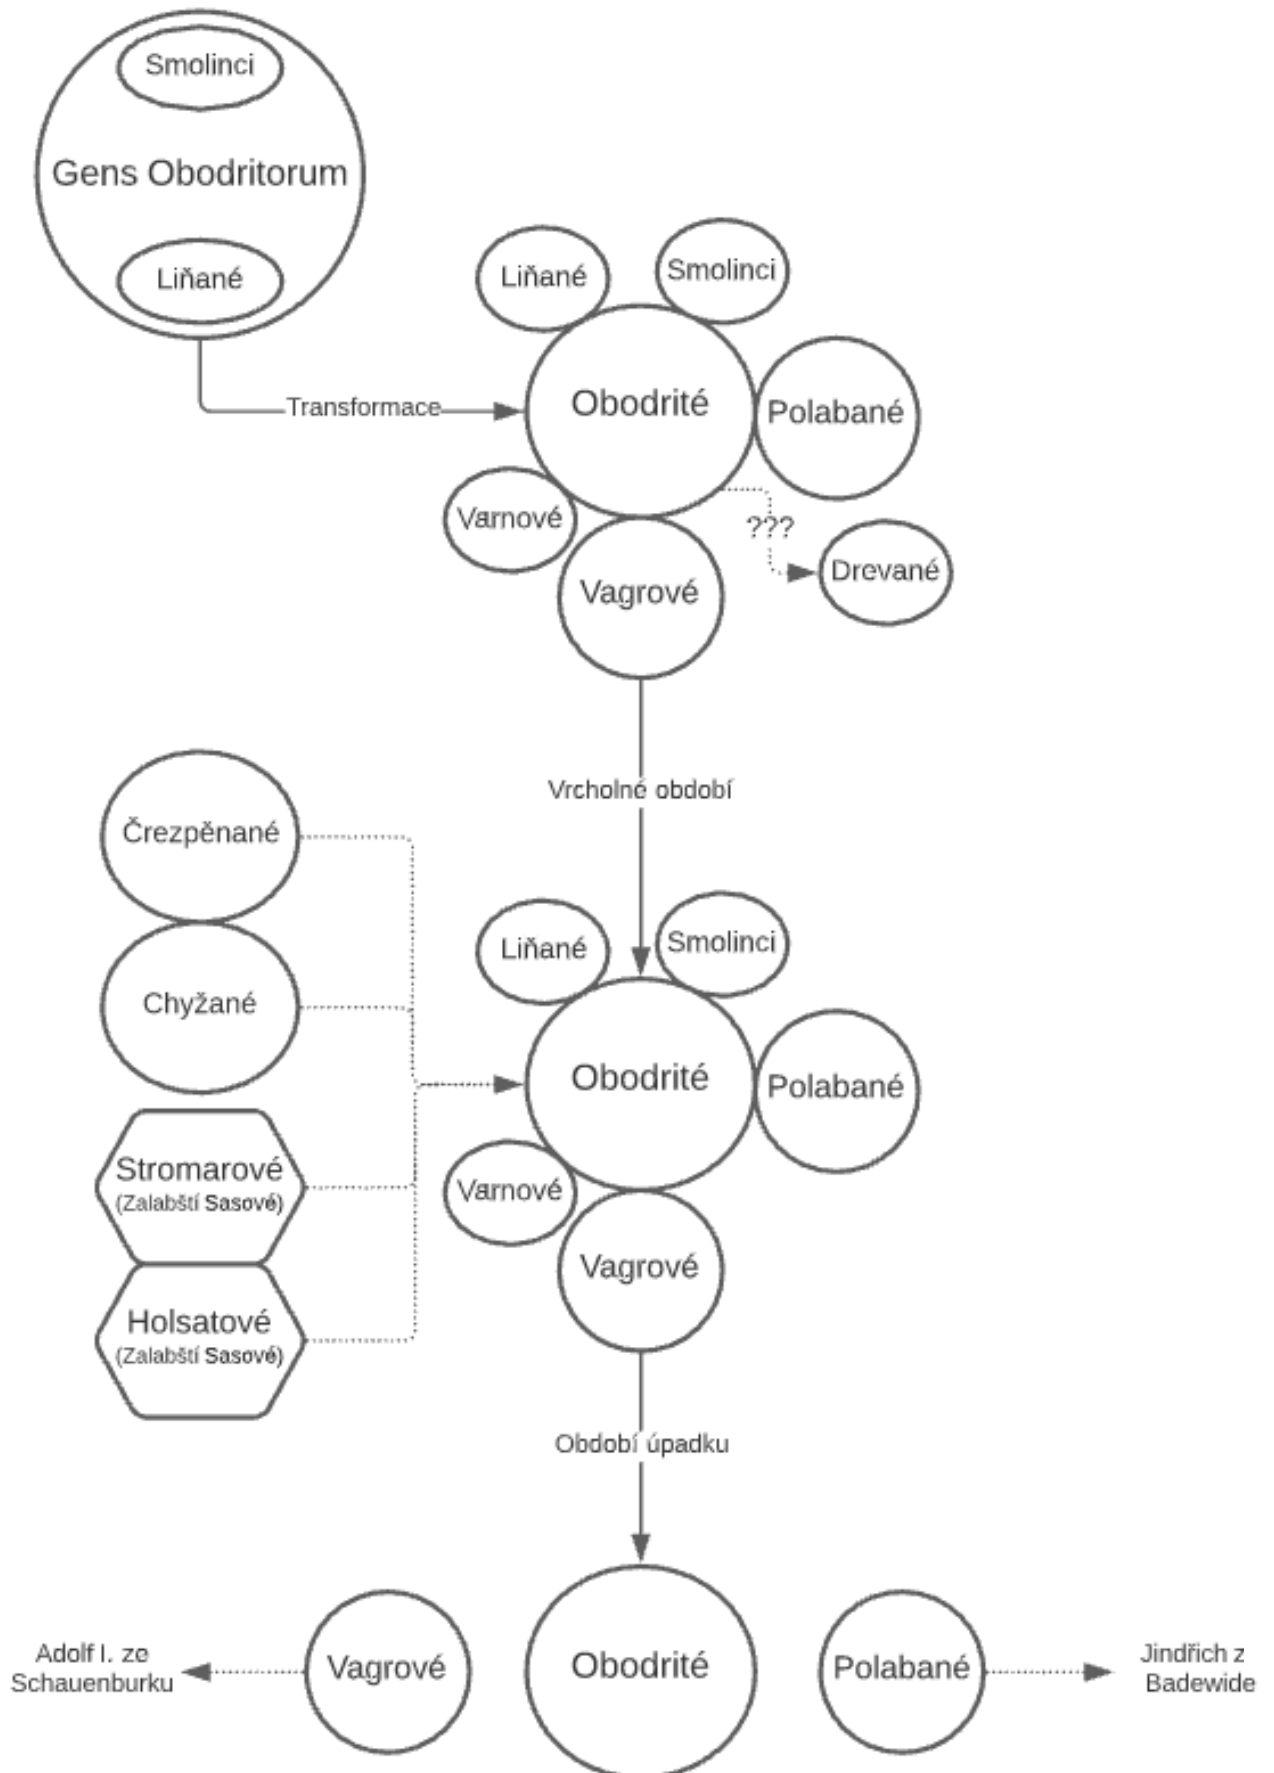 Smolinci
Gens Obodritorum
Liňané
Liňané
Smolinci
Transformace
Obodrité
Polabané
Varnové
???
Drevané
Vagrové
Vrcholné období
Črezpěnané
Liňané
Smolinci
Chyžané
Obodrité
Polabané
Stromarové
(Zalabští Sasové)
Varnové
Vagrové
Holsatové
(Zalabští Sasové)
Období úpadku
Adolf I. ze
Schauenburku
Vagrové
Obodrité
Polabané
Jindřich z
Badewide